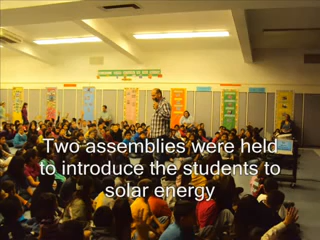 Two assemblies were held
to introduce the students to
solar energy